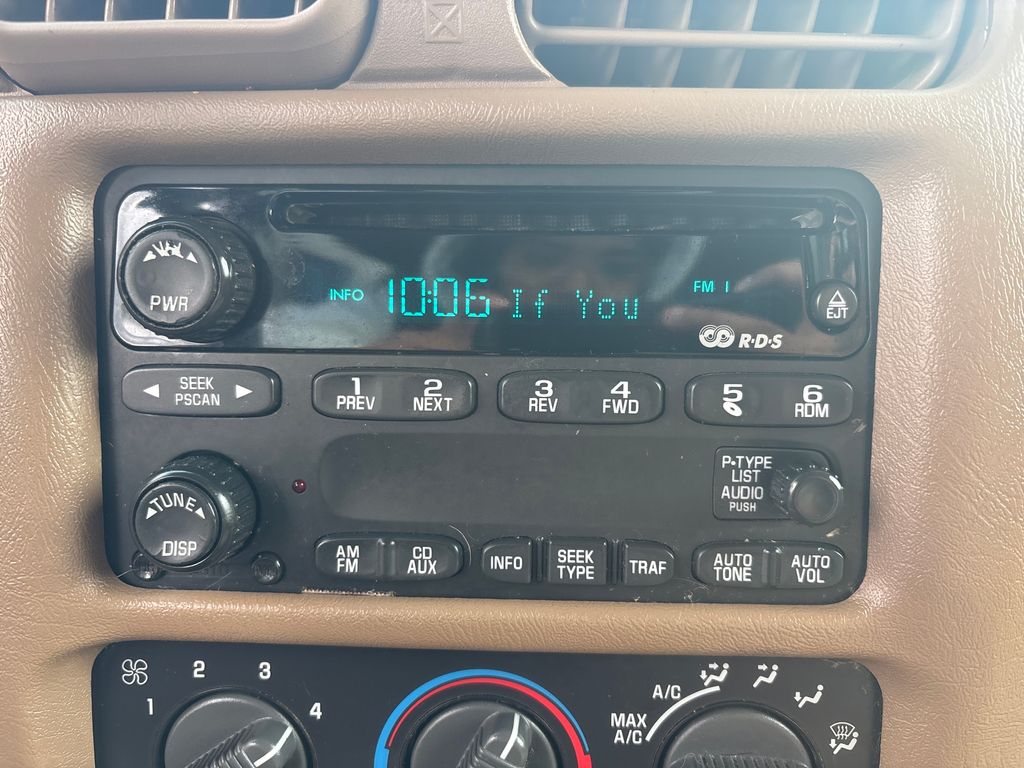 VOL
PWR
INFO 10:06 If You FM 1
EJT
R·D·S
SEEK
PSCAN
1
PREV
2
NEXT
3
REV
4
FWD
5
6
RDM
P•TYPE
LIST
AUDIO
PUSH
TUNE
DISP
AM
FM
CD
AUX
INFO
SEEK
TYPE
TRAF
AUTO
TONE
AUTO
VOL
1
2
3
4
A/C
MAX
A/C